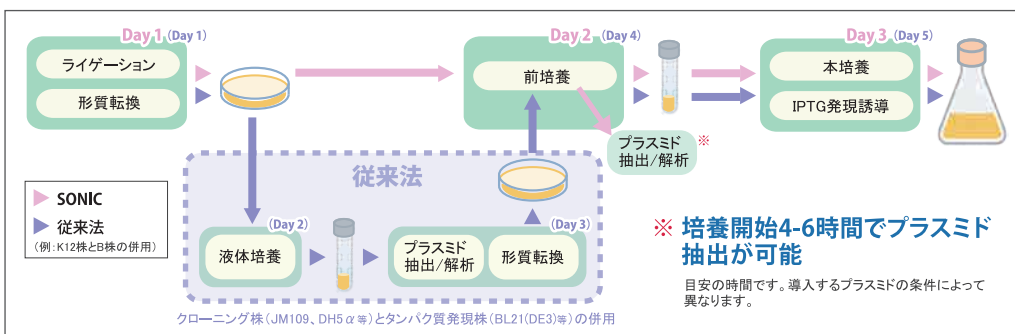 Day 1 (Day 1)
ライゲーション
形質転換
Day 2 (Day 4)
前培養
プラスミド
抽出/解析
※
Day 3 (Day 5)
本培養
IPTG発現誘導
従来法
(Day 2)
液体培養
(Day 3)
プラスミド
抽出/解析
形質転換
クローニング株(JM109、DH5α等)とタンパク質発現株(BL21(DE3)等)の併用
SONIC
従来法
(例:K12株とB株の併用)
※ 培養開始4-6時間でプラスミド
抽出が可能
目安の時間です。導入するプラスミドの条件によって
異なります。